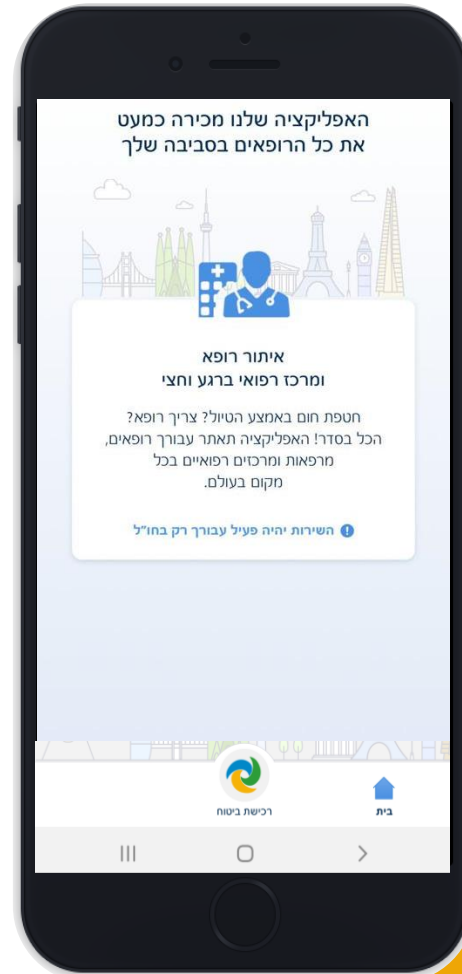 האפליקציה שלנו מכירה כמעט
את כל הרופאים בסביבה שלך
איתור רופא
ומרכז רפואי ברגע וחצי
חטפת חום באמצע הטיול? צריך רופא?
הכל בסדר! האפליקציה תאתר עבורך רופאים,
מרפאות ומרכזים רפואיים בכל
מקום בעולם.
השירות יהיה פעיל עבורך רק בחו״ל
רכישת ביטוח
בית